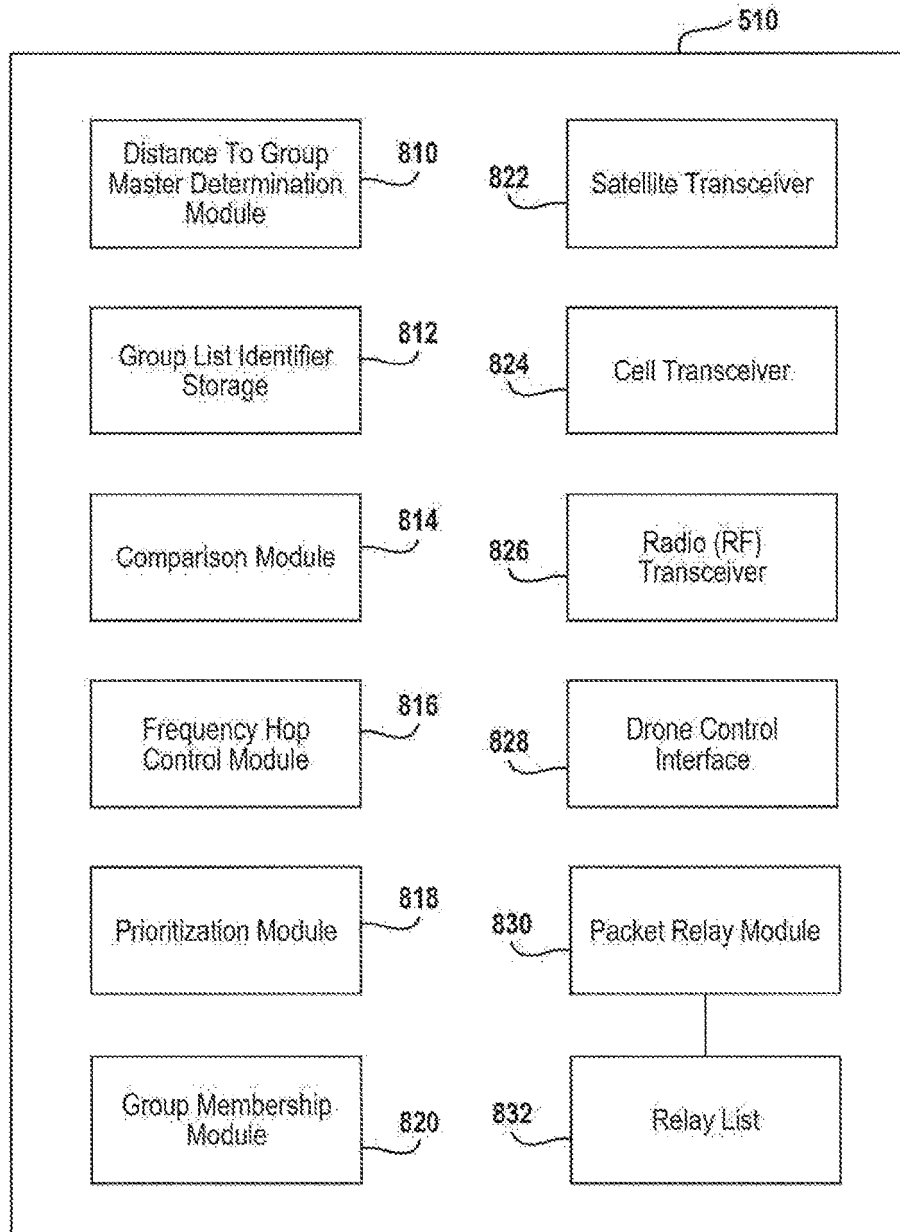 510
Distance To Group
Master Determination
Module
810
822
Satellite Transceiver
Group List Identifier
Storage
812
824
Cell Transceiver
Comparison Module
814
826
Radio (RF)
Transceiver
Frequency Hop
Control Module
816
828
Drone Control
Interface
Prioritization Module
818
830
Packet Relay Module
Group Membership
Module
820
832
Relay List